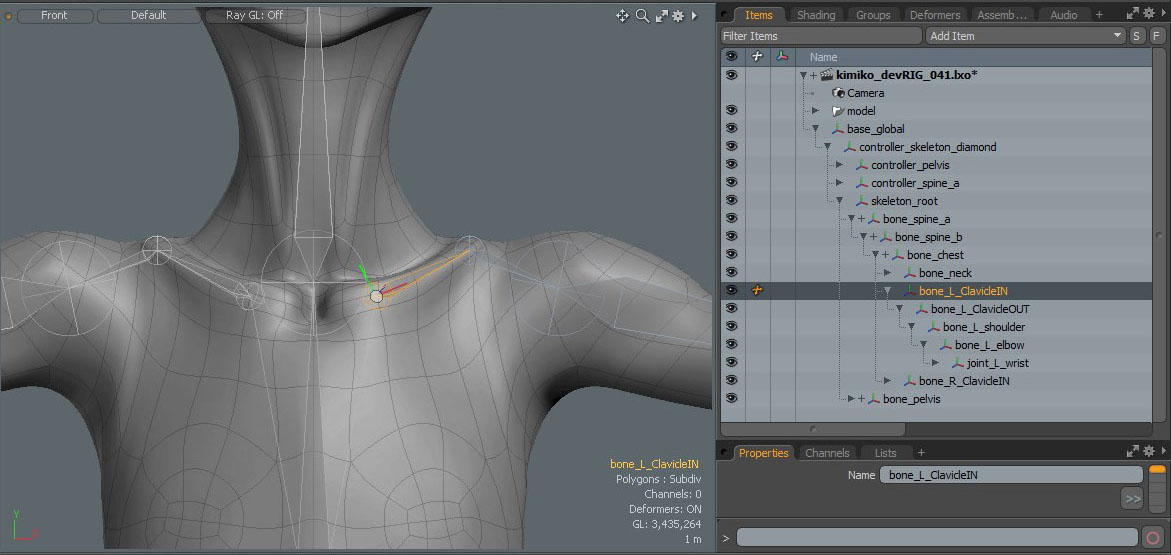 Front Default Ray GL: Off
bone_L_ClavicleIN
Polygons : Subdiv
Channels: 0
Deformers: ON
GL: 3,435,264
1 m
Y
X
Items Shading Groups Deformers Assemb... Audio +
Filter Items Add Item S F
Name
kimiko_devRIG_041.lxo*
Camera
model
base_global
controller_skeleton_diamond
controller_pelvis
controller_spine_a
skeleton_root
bone_spine_a
bone_spine_b
bone_chest
bone_neck
bone_L_ClavicleIN
bone_L_ClavicleOUT
bone_L_shoulder
bone_L_elbow
joint_L_wrist
bone_R_ClavicleIN
bone_pelvis
Properties Channels Lists +
Name bone_L_ClavicleIN
>>
>